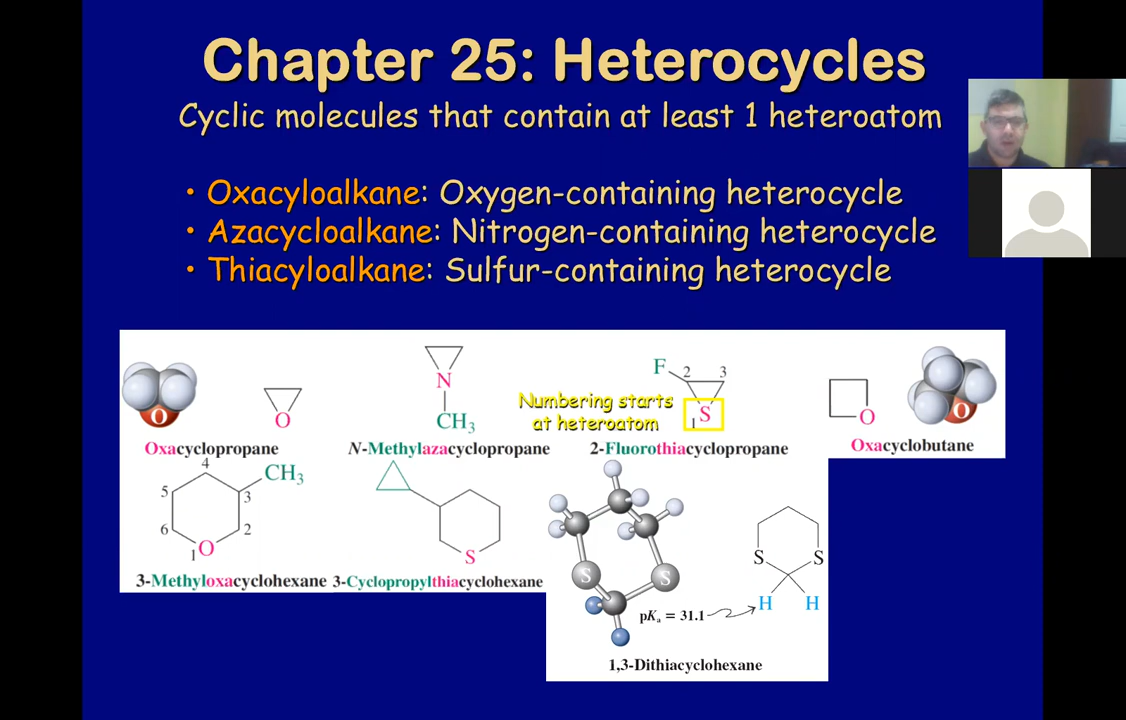 Chapter 25: Heterocycles
Cyclic molecules that contain at least 1 heteroatom
• Oxacyloalkane: Oxygen-containing heterocycle
• Azacycloalkane: Nitrogen-containing heterocycle
• Thiacyloalkane: Sulfur-containing heterocycle
O
O
Oxacyclopropane
N
CH₃
N-Methylazacyclopropane
Numbering starts
at heteroatom
F 2 3
1 S
2-Fluorothiacyclopropane
O
O
Oxacyclobutane
4
CH₃
5 3
6 2
1 O
3-Methyloxacyclohexane
S
3-Cyclopropylthiacyclohexane
S S
S S
H H
pKₐ = 31.1
1,3-Dithiacyclohexane